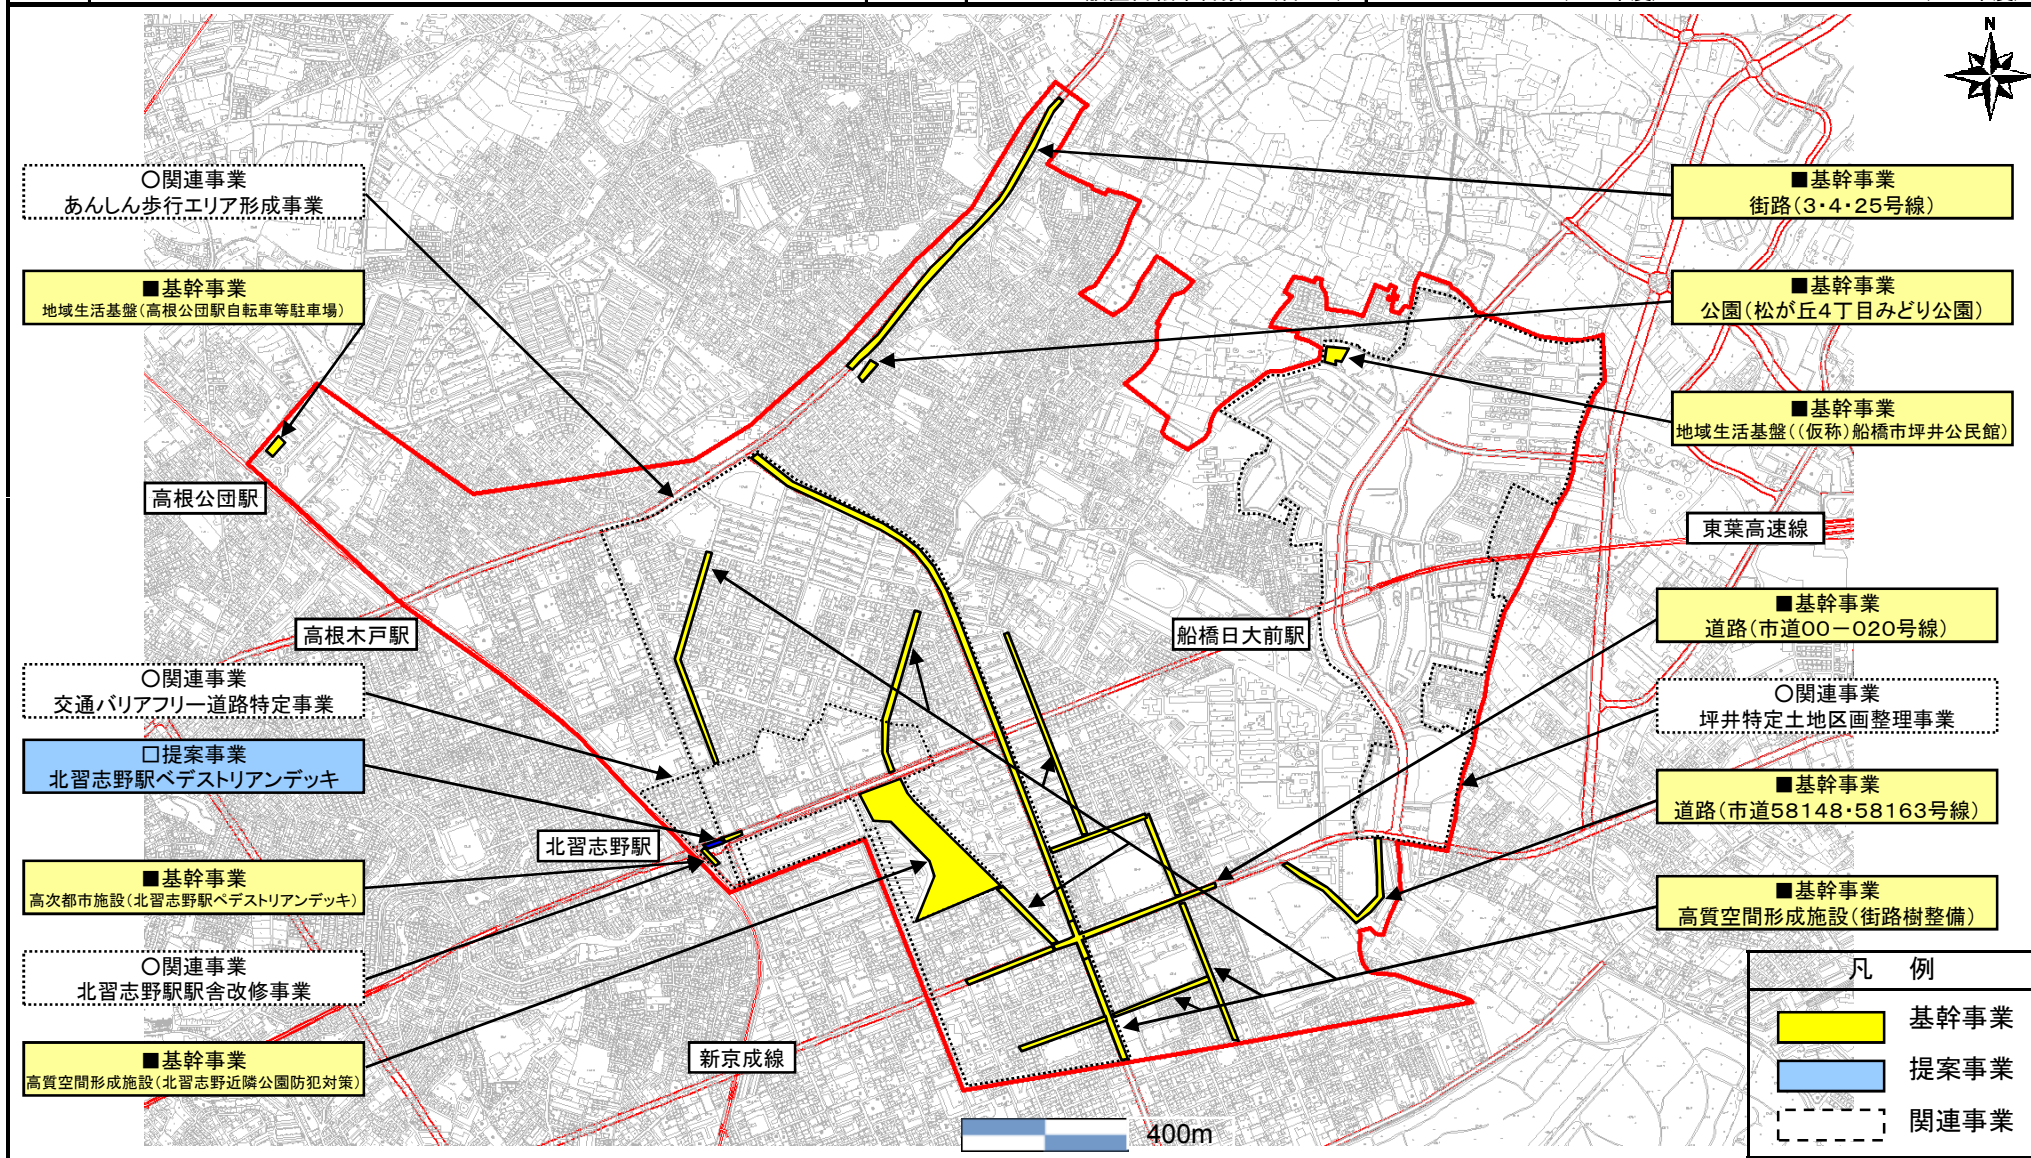 N
○関連事業
あんしん歩行エリア形成事業
■基幹事業
地域生活基盤(高根公団駅自転車等駐車場)
高根公団駅
高根木戸駅
○関連事業
交通バリアフリー道路特定事業
□提案事業
北習志野駅ペデストリアンデッキ
北習志野駅
■基幹事業
高次都市施設(北習志野駅ペデストリアンデッキ)
○関連事業
北習志野駅駅舎改修事業
■基幹事業
高質空間形成施設(北習志野近隣公園防犯対策)
新京成線
船橋日大前駅
■基幹事業
街路(3・4・25号線)
■基幹事業
公園(松が丘4丁目みどり公園)
■基幹事業
地域生活基盤((仮称)船橋市坪井公民館)
東葉高速線
■基幹事業
道路(市道00-020号線)
○関連事業
坪井特定土地区画整理事業
■基幹事業
道路(市道58148・58163号線)
■基幹事業
高質空間形成施設(街路樹整備)
凡 例
基幹事業
提案事業
関連事業
400m